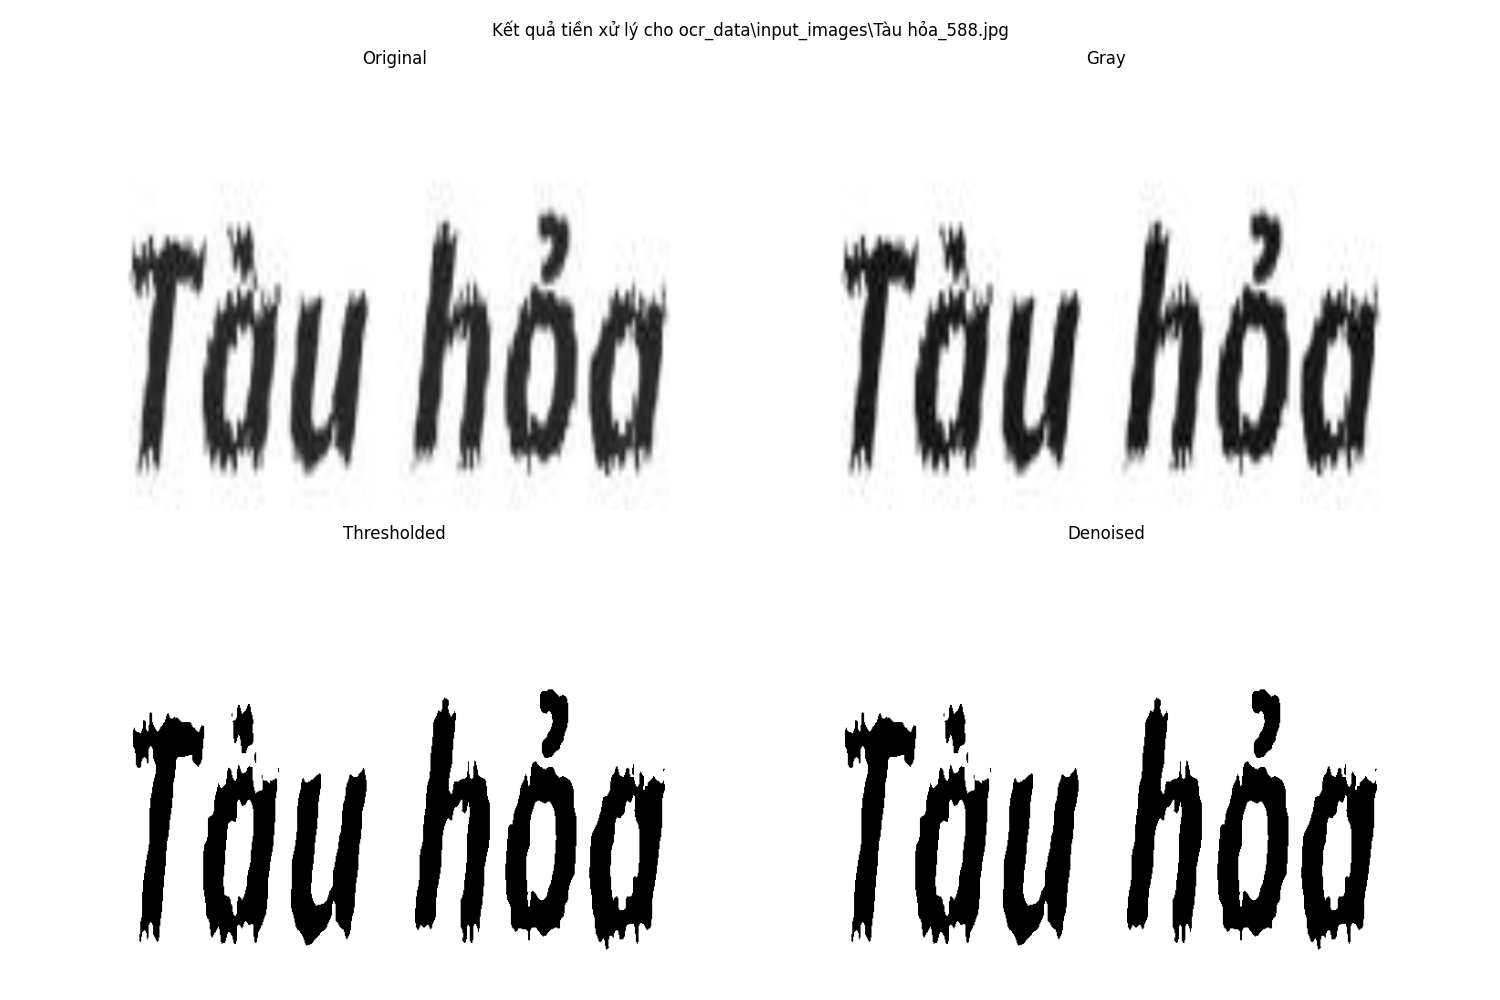 Kết quả tiền xử lý cho ocr_data\input_images\Tàu hỏa_588.jpg
Original
Gray
Tàu hỏa
Tàu hỏa
Thresholded
Denoised
Tàu hỏa
Tàu hỏa